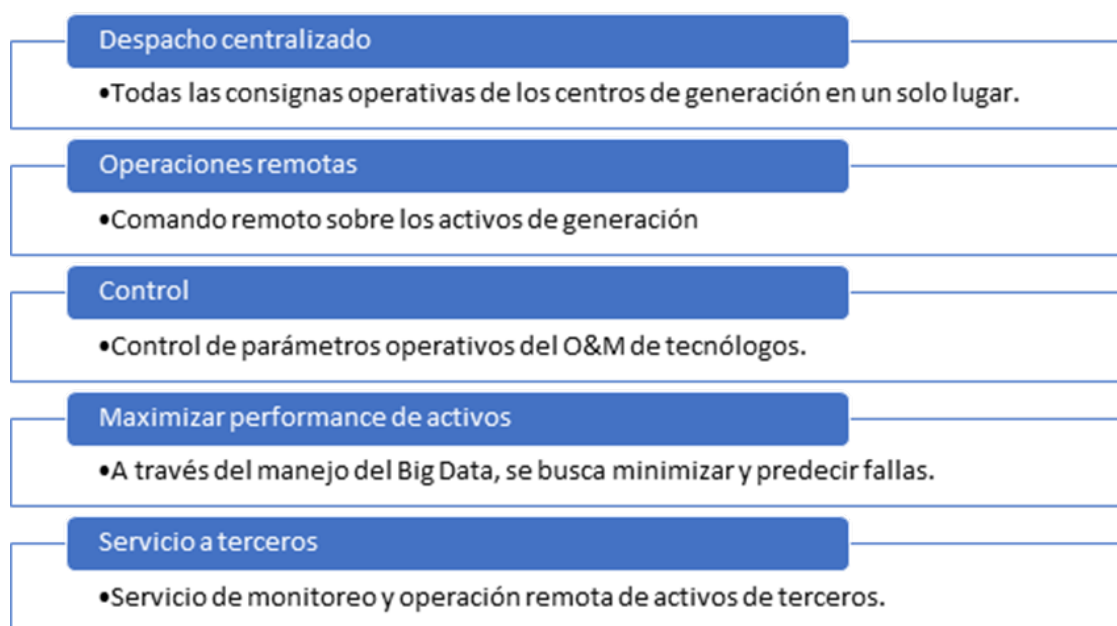 Despacho centralizado
•Todas las consignas operativas de los centros de generación en un solo lugar.
Operaciones remotas
•Comando remoto sobre los activos de generación
Control
•Control de parámetros operativos del O&M de tecnólogos.
Maximizar performance de activos
•A través del manejo del Big Data, se busca minimizar y predecir fallas.
Servicio a terceros
•Servicio de monitoreo y operación remota de activos de terceros.